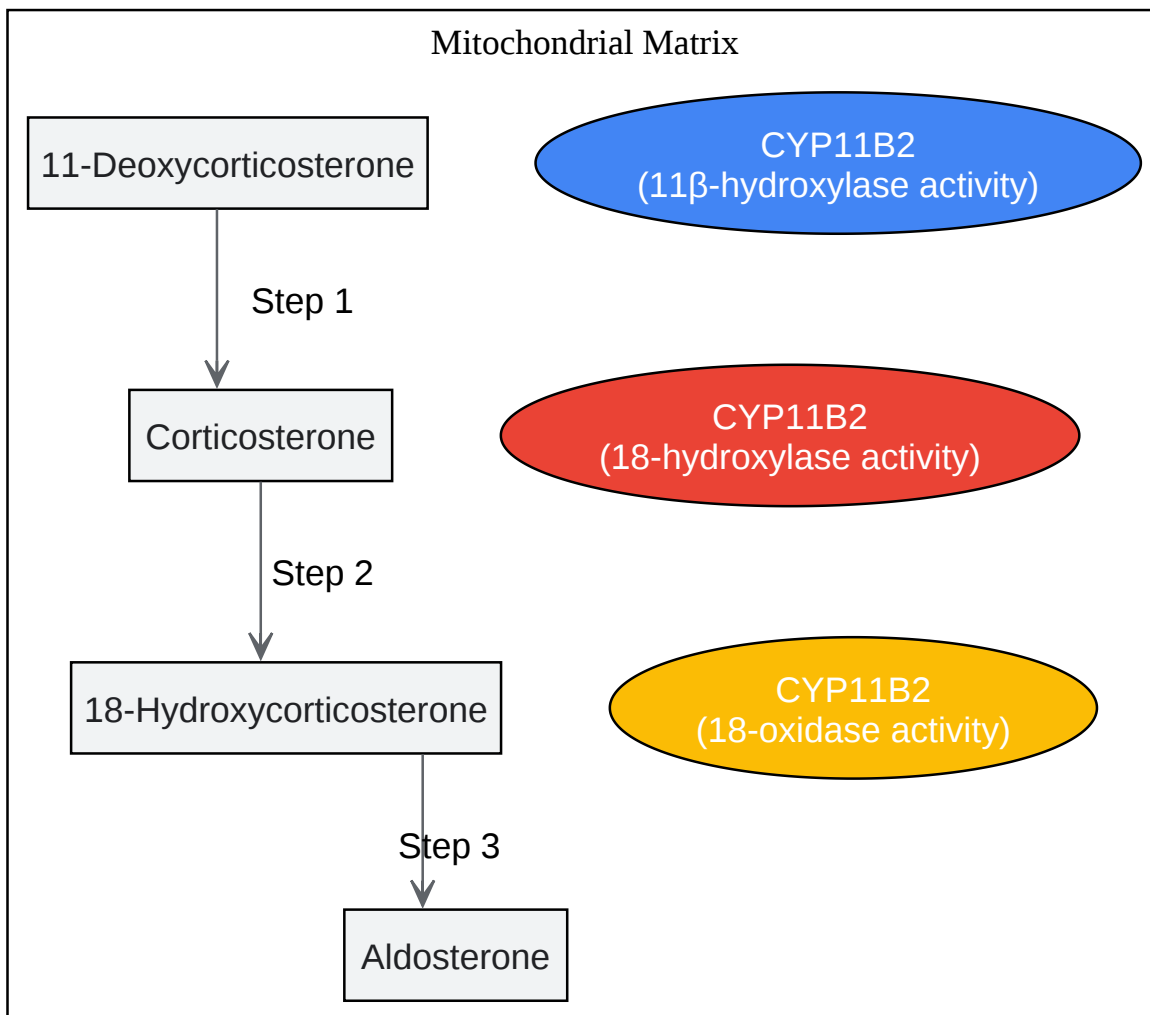 Mitochondrial Matrix
11-Deoxycorticosterone
CYP11B2
(11β-hydroxylase activity)
Step 1
Corticosterone
CYP11B2
(18-hydroxylase activity)
Step 2
18-Hydroxycorticosterone
CYP11B2
(18-oxidase activity)
Step 3
Aldosterone